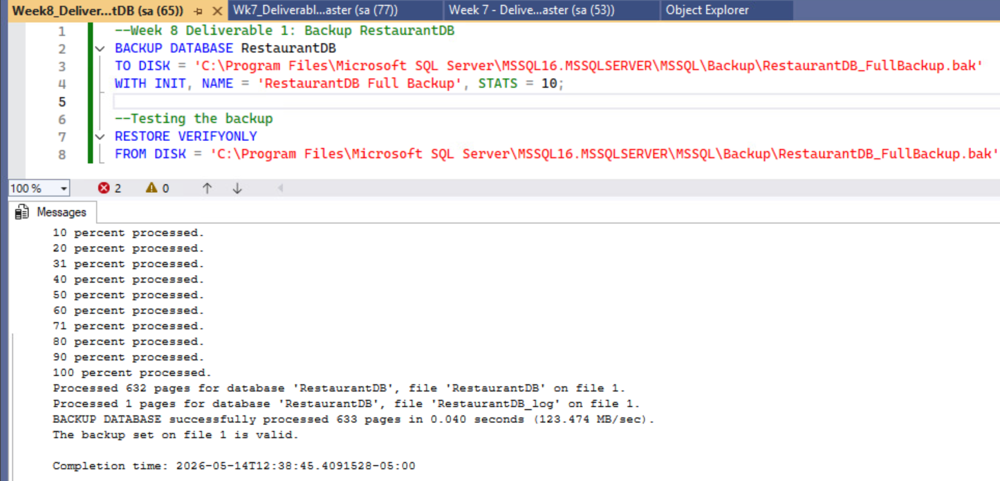 Week8_Deliver...tDB (sa (65)) Wk7_Deliverabl...aster (sa (77)) Week 7 - Delive...aster (sa (53)) Object Explorer
1 --Week 8 Deliverable 1: Backup RestaurantDB
2 BACKUP DATABASE RestaurantDB
3 TO DISK = 'C:\Program Files\Microsoft SQL Server\MSSQL16.MSSQLSERVER\MSSQL\Backup\RestaurantDB_FullBackup.bak'
4 WITH INIT, NAME = 'RestaurantDB Full Backup', STATS = 10;
5
6 --Testing the backup
7 RESTORE VERIFYONLY
8 FROM DISK = 'C:\Program Files\Microsoft SQL Server\MSSQL16.MSSQLSERVER\MSSQL\Backup\RestaurantDB_FullBackup.bak'
100 % 2 0
Messages
10 percent processed.
20 percent processed.
31 percent processed.
40 percent processed.
50 percent processed.
60 percent processed.
71 percent processed.
80 percent processed.
90 percent processed.
100 percent processed.
Processed 632 pages for database 'RestaurantDB', file 'RestaurantDB' on file 1.
Processed 1 pages for database 'RestaurantDB', file 'RestaurantDB_log' on file 1.
BACKUP DATABASE successfully processed 633 pages in 0.040 seconds (123.474 MB/sec).
The backup set on file 1 is valid.
Completion time: 2026-05-14T12:38:45.4091528-05:00